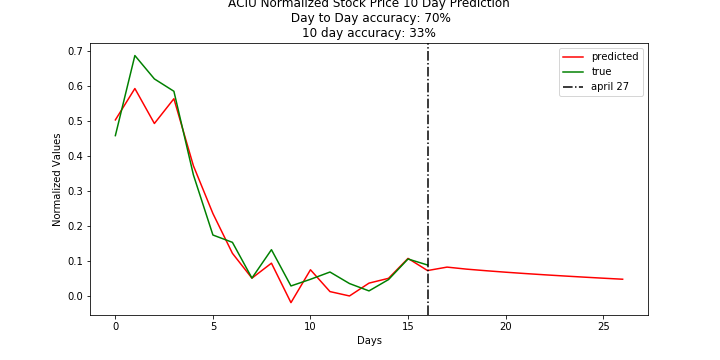 ACIU Normalized Stock Price 10 Day Prediction
Day to Day accuracy: 70%
10 day accuracy: 33%
0.7
0.6
0.5
0.4
0.3
0.2
0.1
0.0
Normalized Values
predicted
true
april 27
0
5
10
15
20
25
Days